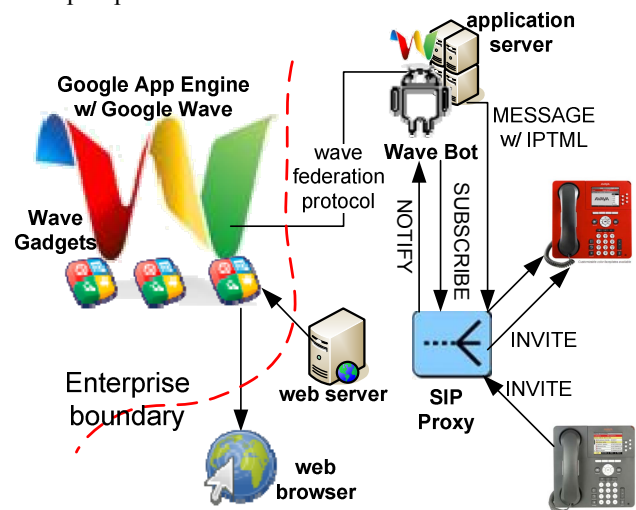 application
server
Google App Engine
w/ Google Wave
MESSAGE
w/ IPTML
Wave Bot
wave
federation
protocol
NOTIFY
SUBSCRIBE
Wave
Gadgets
AVAYA
INVITE
INVITE
Enterprise
boundary
web server
SIP
Proxy
web
browser